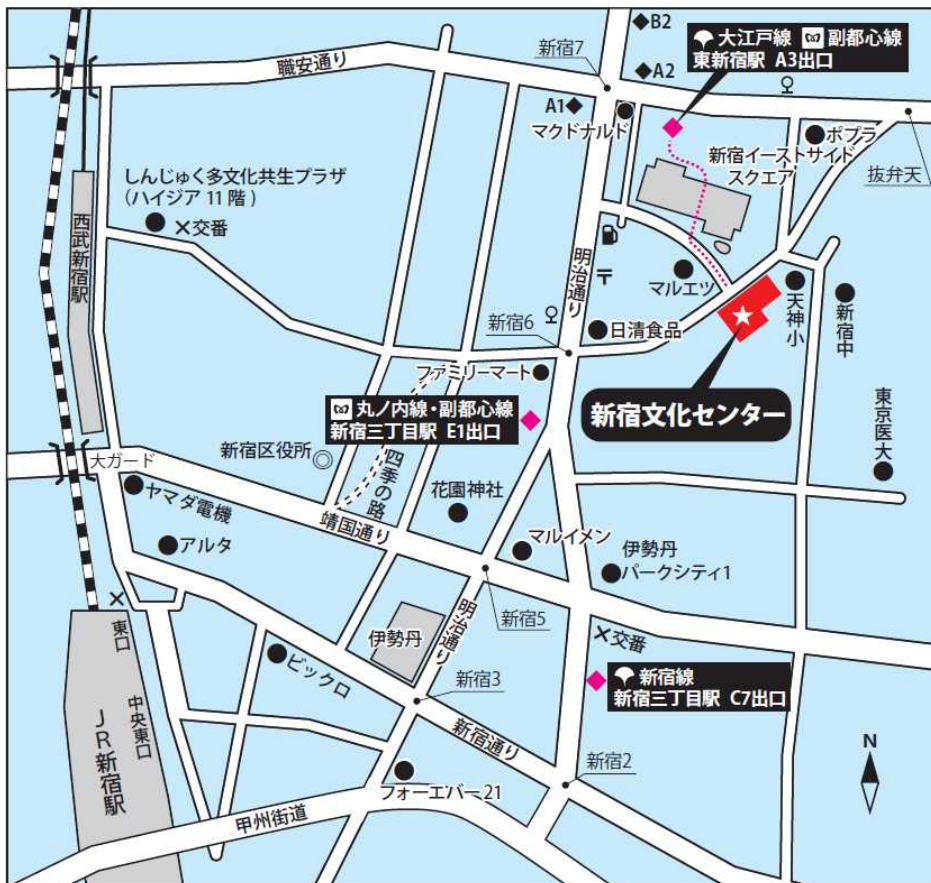 B2
新宿7
大江戸線 副都心線
東新宿駅 A3出口
職安通り
A2
A1
マクドナルド
ポプラ
新宿イーストサイド
スクエア
抜弁天
しんじゅく多文化共生プラザ
(ハイジア 11 階 )
×交番
西武新宿駅
明治通り
〒
マルエツ
天神小
新宿中
新宿6
日清食品
ファミリーマート
新宿文化センター
丸ノ内線・副都心線
新宿三丁目駅 E1出口
東京医大
大ガード
新宿区役所
四季の路
花園神社
ヤマダ電機
靖国通り
アルタ
マルイメン
伊勢丹
パークシティ1
新宿5
明治通り
×交番
伊勢丹
東口
ビックロ
新宿3
新宿線
新宿三丁目駅 C7出口
中央東口
JR新宿駅
新宿通り
新宿2
N
フォーエバー21
甲州街道